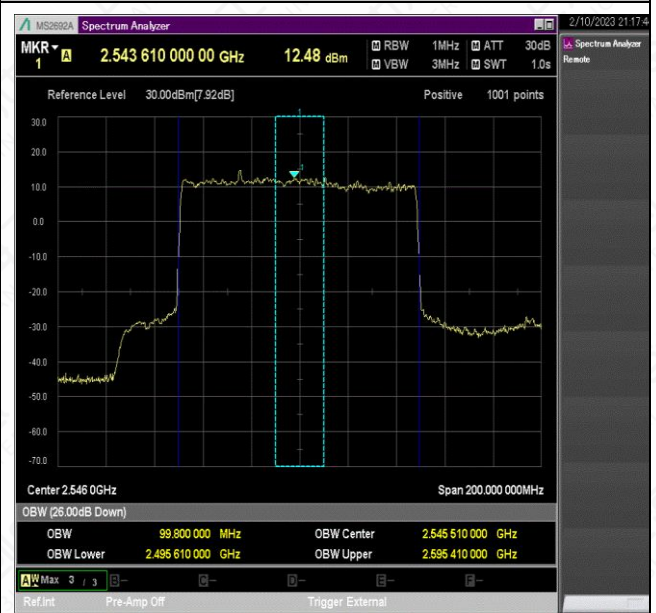 MS2692A Spectrum Analyzer
2/10/2023 21:17:4
MKR 1 A 2.543 610 000 00 GHz 12.48 dBm
RBW 1MHz ATT 30dB
VBW 3MHz SWT 1.0s
Spectrum Analyzer
Remote
Reference Level 30.00dBm[7.92dB] Positive 1001 points
30.0
20.0
10.0
0.0
-10.0
-20.0
-30.0
-40.0
-50.0
-60.0
-70.0
1
1
Center 2.546 0GHz Span 200.000 000MHz
OBW (26.00dB Down)
OBW 99.800 000 MHz OBW Center 2.545 510 000 GHz
OBW Lower 2.495 610 000 GHz OBW Upper 2.595 410 000 GHz
A W Max 3 / 3 B- C- D- E- F-
Ref.Int Pre-Amp Off Trigger External